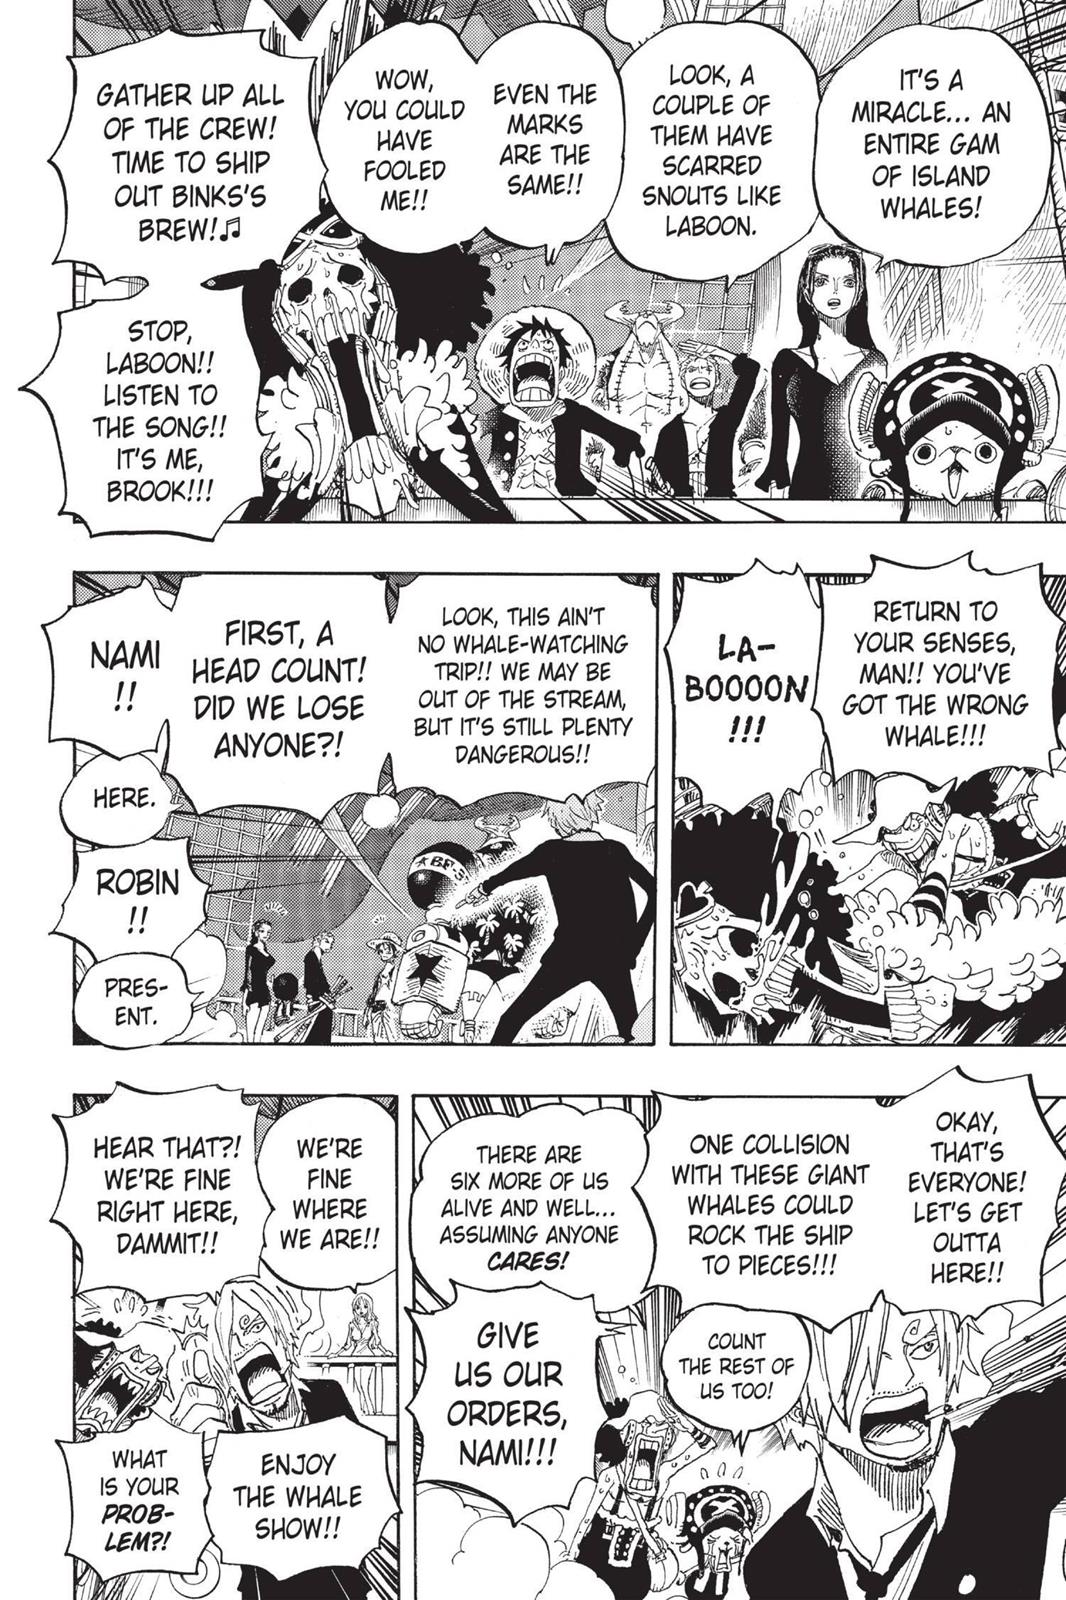 IT'S A
MIRACLE... AN
ENTIRE GAM
OF ISLAND
WHALES!
LOOK, A
COUPLE OF
THEM HAVE
SCARRED
SNOUTS LIKE
LABOON.
EVEN THE
MARKS
ARE THE
SAME!!
WOW,
YOU COULD
HAVE
FOOLED
ME!!
GATHER UP ALL
OF THE CREW!
TIME TO SHIP
OUT BINKS'S
BREW!♫
STOP,
LABOON!!
LISTEN TO
THE SONG!!
IT'S ME,
BROOK!!!
RETURN TO
YOUR SENSES,
MAN!! YOU'VE
GOT THE WRONG
WHALE!!!
LA-
BOOOON
!!!
LOOK, THIS AIN'T
NO WHALE-WATCHING
TRIP!! WE MAY BE
OUT OF THE STREAM,
BUT IT'S STILL PLENTY
DANGEROUS!!
FIRST, A
HEAD COUNT!
DID WE LOSE
ANYONE?!
NAMI
!!
HERE.
ROBIN
!!
PRES-
ENT.
OKAY,
THAT'S
EVERYONE!
LET'S GET
OUTTA
HERE!!
ONE COLLISION
WITH THESE GIANT
WHALES COULD
ROCK THE SHIP
TO PIECES!!!
COUNT
THE REST OF
US TOO!
THERE ARE
SIX MORE OF US
ALIVE AND WELL...
ASSUMING ANYONE
CARES!
GIVE
US OUR
ORDERS,
NAMI!!!
WE'RE
FINE
WHERE
WE ARE!!
HEAR THAT?!
WE'RE FINE
RIGHT HERE,
DAMMIT!!
ENJOY
THE WHALE
SHOW!!
WHAT
IS YOUR
PROB-
LEM?!